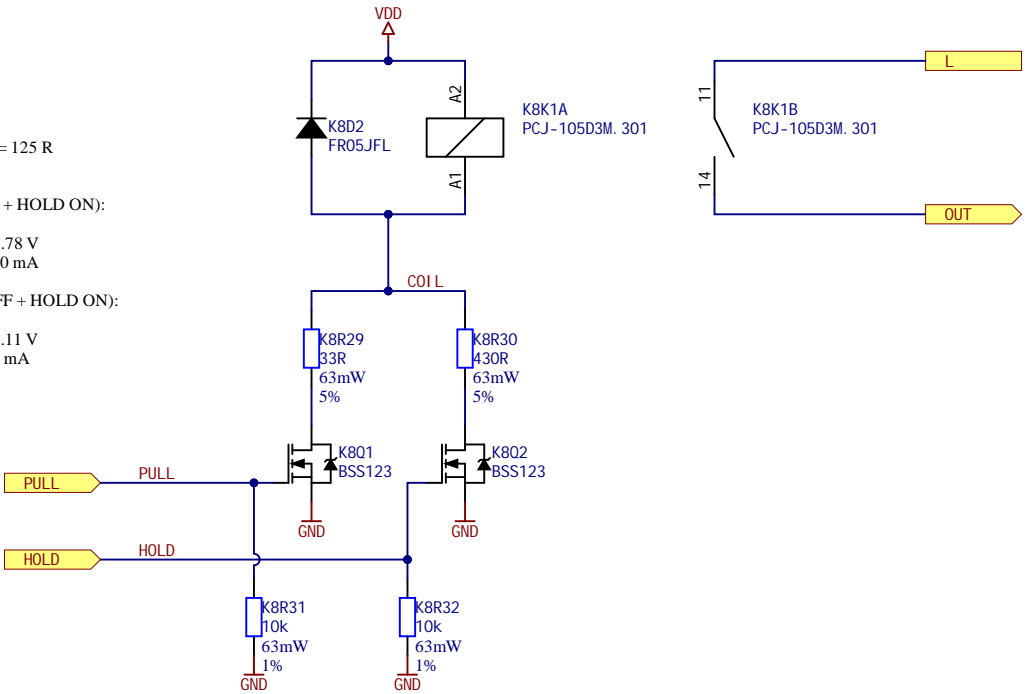 VDD
L
A2
11
K8K1A
PCJ-105D3M.301
K8K1B
PCJ-105D3M.301
K8D2
FR05JFL
= 125 R
A1
14
+ HOLD ON):
OUT
.78 V
0 mA
COIL
FF + HOLD ON):
.11 V
mA
K8R29
33R
63mW
5%
K8R30
430R
63mW
5%
K8Q1
BSS123
K8Q2
BSS123
PULL
PULL
GND
GND
HOLD
HOLD
K8R31
10k
63mW
1%
K8R32
10k
63mW
1%
GND
GND